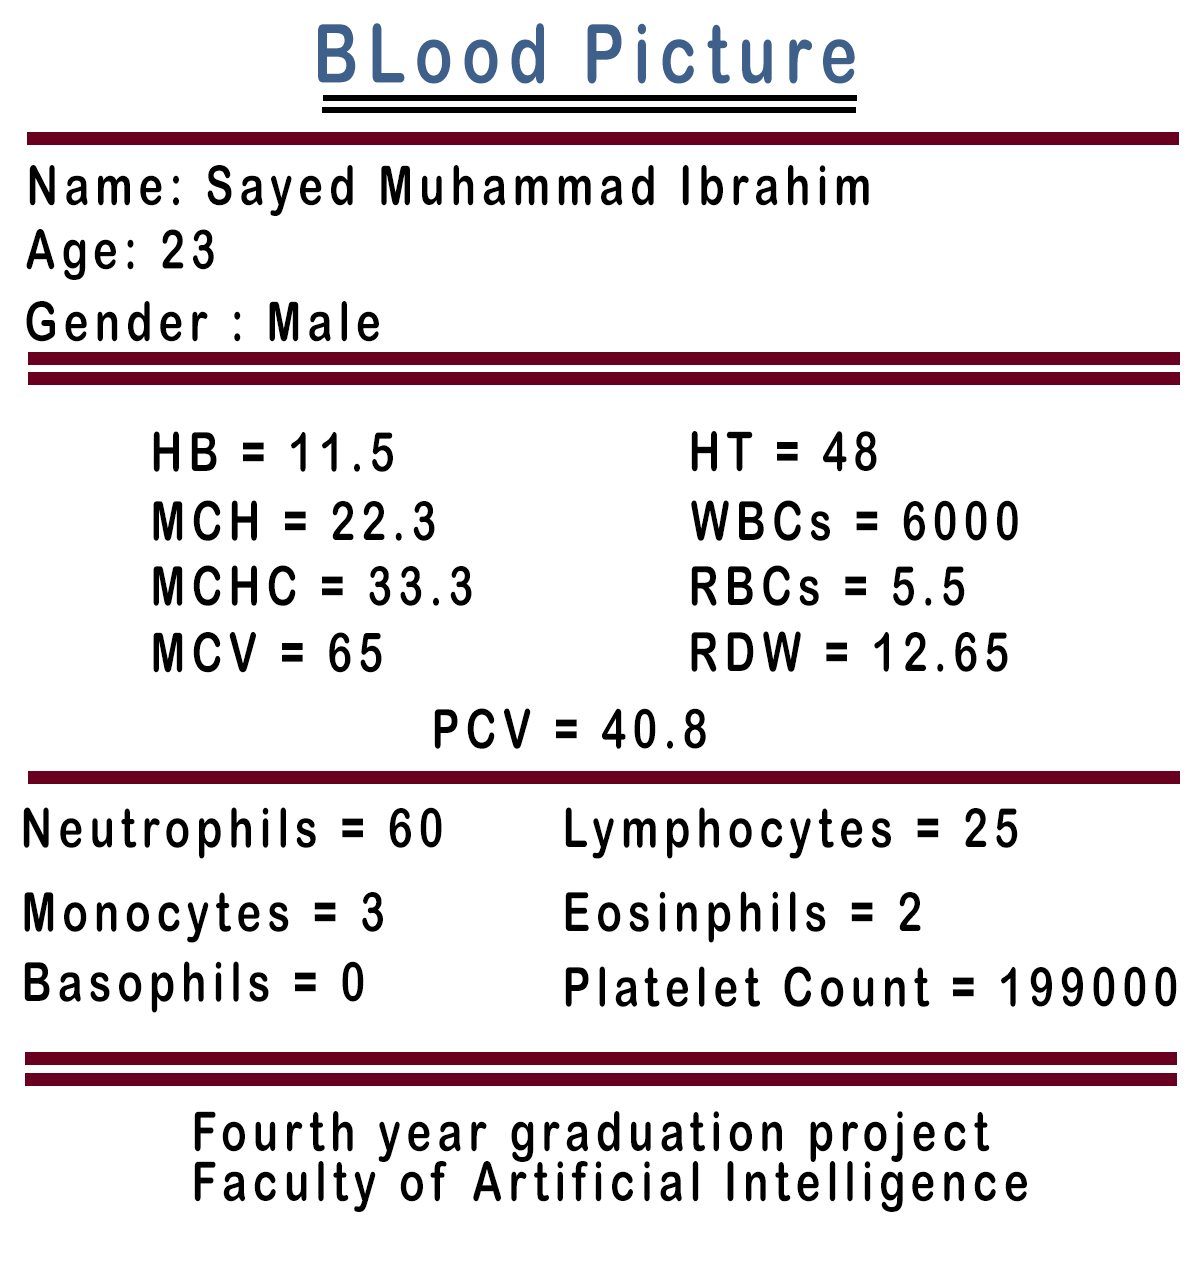 BLood Picture
Name: Sayed Muhammad Ibrahim
Age: 23
Gender : Male
HB = 11.5 HT = 48
MCH = 22.3 WBCs = 6000
MCHC = 33.3 RBCs = 5.5
MCV = 65 RDW = 12.65
PCV = 40.8
Neutrophils = 60 Lymphocytes = 25
Monocytes = 3 Eosinphils = 2
Basophils = 0 Platelet Count = 199000
Fourth year graduation project
Faculty of Artificial Intelligence